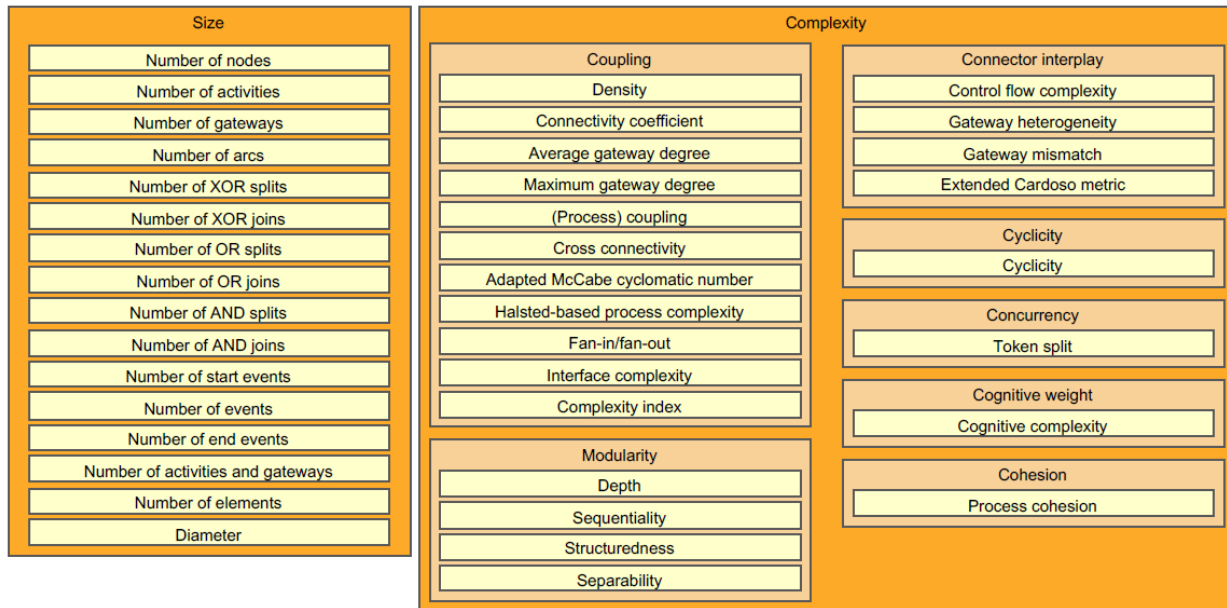 Size
Number of nodes
Number of activities
Number of gateways
Number of arcs
Number of XOR splits
Number of XOR joins
Number of OR splits
Number of OR joins
Number of AND splits
Number of AND joins
Number of start events
Number of events
Number of end events
Number of activities and gateways
Number of elements
Diameter
Complexity
Coupling
Density
Connectivity coefficient
Average gateway degree
Maximum gateway degree
(Process) coupling
Cross connectivity
Adapted McCabe cyclomatic number
Halsted-based process complexity
Fan-in/fan-out
Interface complexity
Complexity index
Modularity
Depth
Sequentiality
Structuredness
Separability
Connector interplay
Control flow complexity
Gateway heterogeneity
Gateway mismatch
Extended Cardoso metric
Cyclicity
Cyclicity
Concurrency
Token split
Cognitive weight
Cognitive complexity
Cohesion
Process cohesion